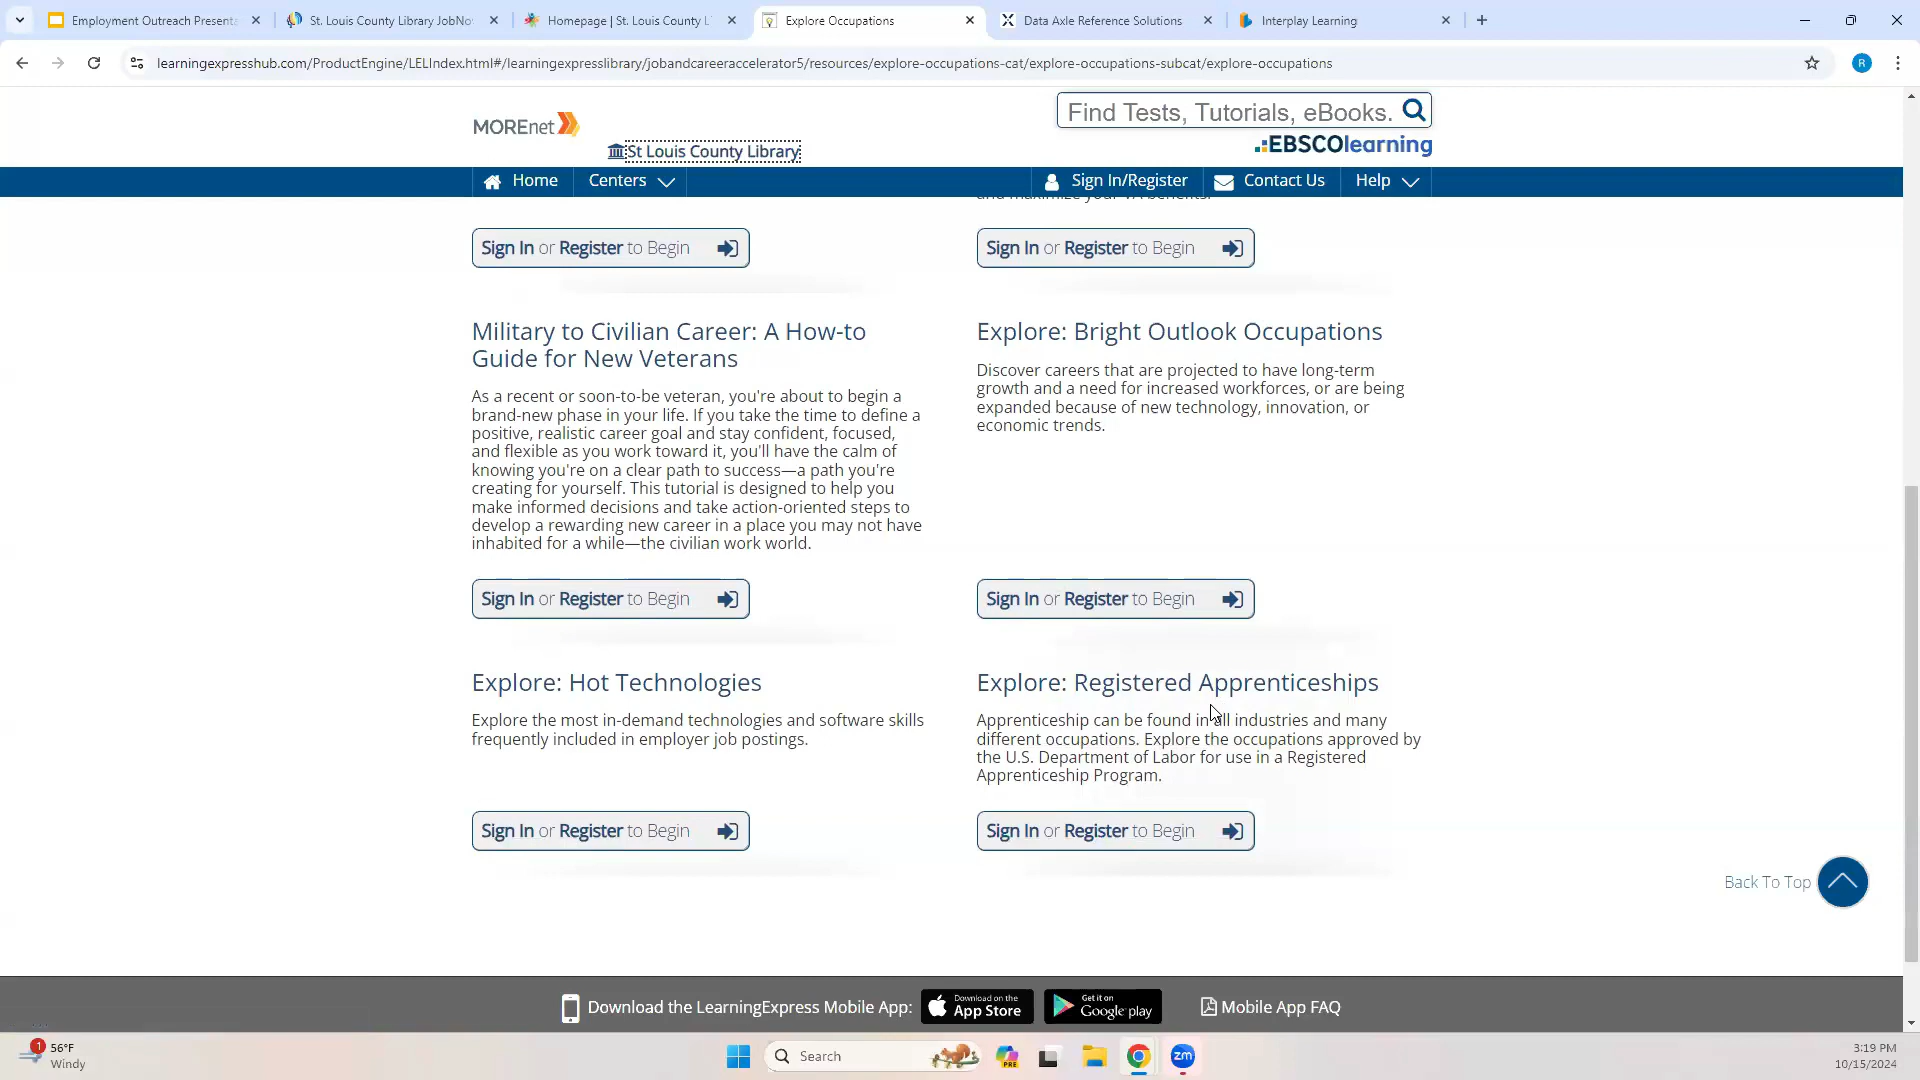 Employment Outreach Presenta
St. Louis County Library JobNo
Homepage | St. Louis County L
Explore Occupations
Data Axle Reference Solutions
Interplay Learning
learningexpresshub.com/ProductEngine/LELIndex.html#/learningexpresslibrary/jobandcareeraccelerator5/resources/explore-occupations-cat/explore-occupations-subcat/explore-occupations
R
MOREnet
St Louis County Library
Find Tests, Tutorials, eBooks.
EBSCOlearning
Home
Centers
Sign In/Register
Contact Us
Help
and maximize your VA benefits.
Sign In or Register to Begin
Sign In or Register to Begin
Military to Civilian Career: A How-to
Guide for New Veterans
As a recent or soon-to-be veteran, you're about to begin a
brand-new phase in your life. If you take the time to define a
positive, realistic career goal and stay confident, focused,
and flexible as you work toward it, you'll have the calm of
knowing you're on a clear path to success—a path you're
creating for yourself. This tutorial is designed to help you
make informed decisions and take action-oriented steps to
develop a rewarding new career in a place you may not have
inhabited for a while—the civilian work world.
Sign In or Register to Begin
Explore: Bright Outlook Occupations
Discover careers that are projected to have long-term
growth and a need for increased workforces, or are being
expanded because of new technology, innovation, or
economic trends.
Sign In or Register to Begin
Explore: Hot Technologies
Explore the most in-demand technologies and software skills
frequently included in employer job postings.
Sign In or Register to Begin
Explore: Registered Apprenticeships
Apprenticeship can be found in all industries and many
different occupations. Explore the occupations approved by
the U.S. Department of Labor for use in a Registered
Apprenticeship Program.
Sign In or Register to Begin
Back To Top
Download the LearningExpress Mobile App:
Download on the
App Store
Get it on
Google play
Mobile App FAQ
1
56°F
Windy
Search
PRE
zm
3:19 PM
10/15/2024